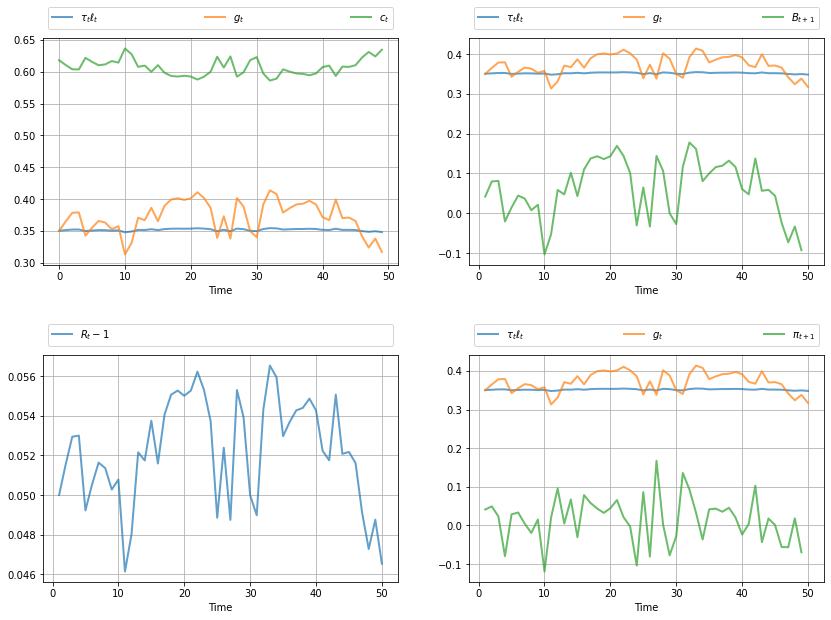 τ_tℓ_t g_t c_t
0.65
0.60
0.55
0.50
0.45
0.40
0.35
0.30
0 10 20 30 40 50
Time
τ_tℓ_t g_t B_{t+1}
0.4
0.3
0.2
0.1
0.0
−0.1
0 10 20 30 40 50
Time
R_t − 1
0.056
0.054
0.052
0.050
0.048
0.046
0 10 20 30 40 50
Time
τ_tℓ_t g_t π_{t+1}
0.4
0.3
0.2
0.1
0.0
−0.1
0 10 20 30 40 50
Time